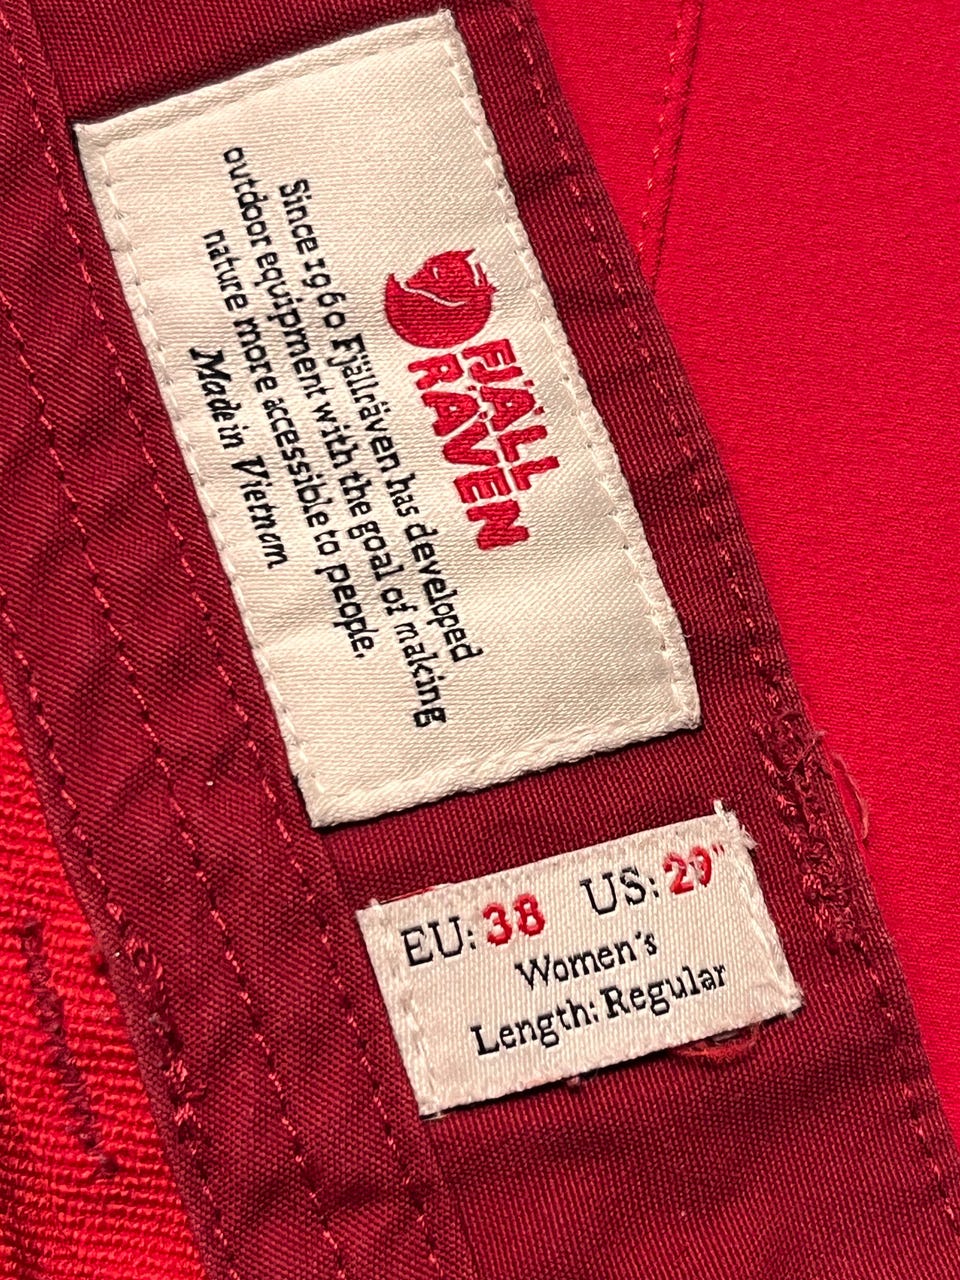 FJÄLL
RÄVEN
Since 1960 Fjällräven has developed
outdoor equipment with the goal of making
nature more accessible to people.
Made in Vietnam
EU: 38 US: 29"
Women's
Length: Regular